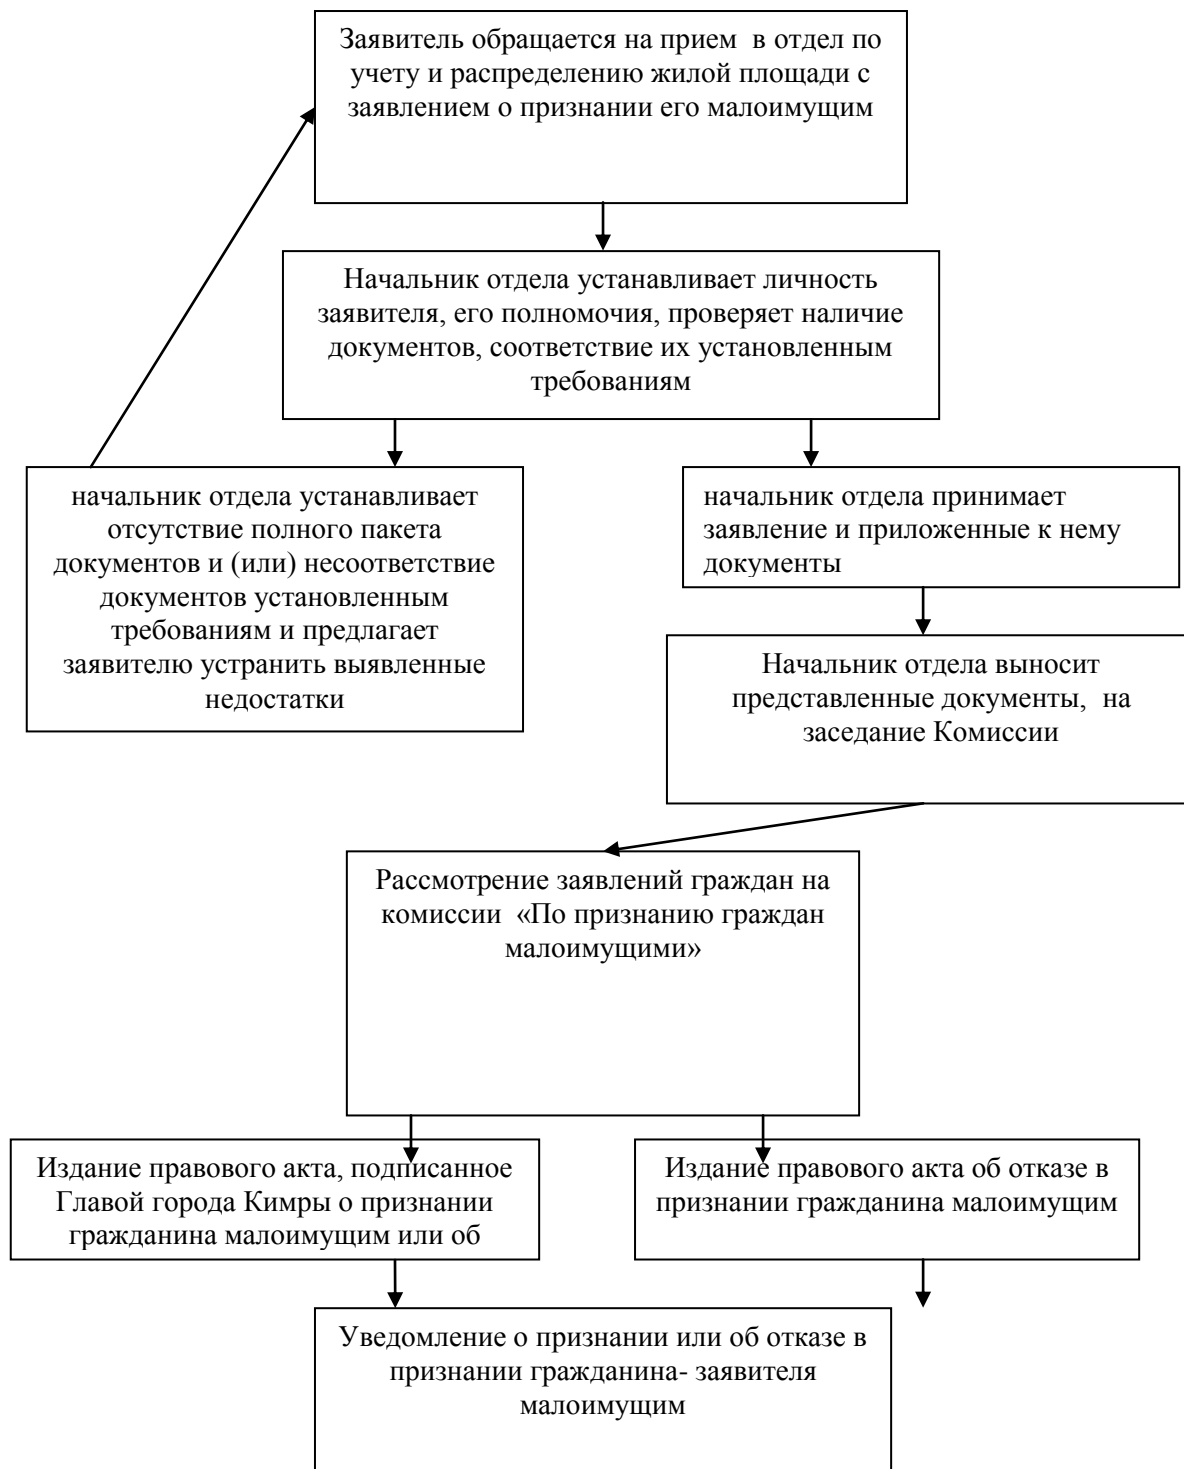 Заявитель обращается на прием  в отдел по
учету и распределению жилой площади с
заявлением о признании его малоимущим
Начальник отдела устанавливает личность
заявителя, его полномочия, проверяет наличие
документов, соответствие их установленным
требованиям
начальник отдела устанавливает
отсутствие полного пакета
документов и (или) несоответствие
документов установленным
требованиям и предлагает
заявителю устранить выявленные
недостатки
начальник отдела принимает
заявление и приложенные к нему
документы
Начальник отдела выносит
представленные документы,  на
заседание Комиссии
Рассмотрение заявлений граждан на
комиссии  «По признанию граждан
малоимущими»
Издание правового акта, подписанное
Главой города Кимры о признании
гражданина малоимущим или об
Издание правового акта об отказе в
признании гражданина малоимущим
Уведомление о признании или об отказе в
признании гражданина- заявителя
малоимущим